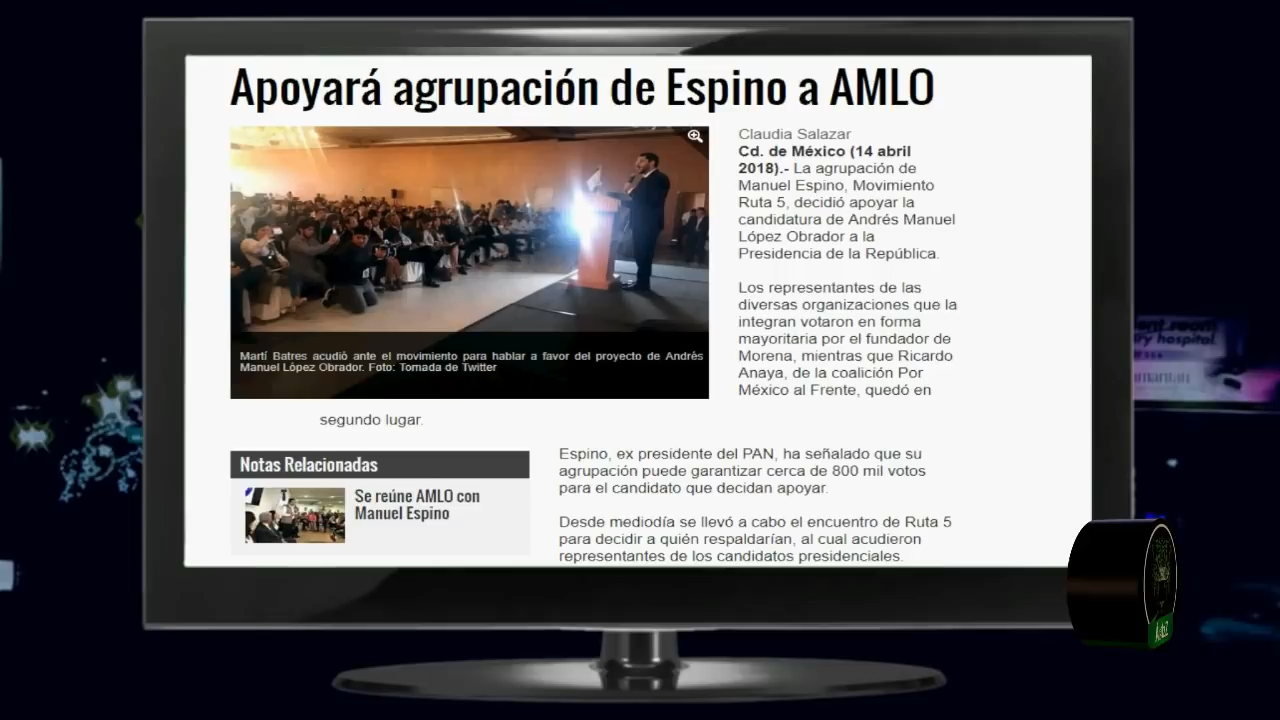 Apoyará agrupación de Espino a AMLO
Claudia Salazar
Cd. de México (14 abril
2018).- La agrupación de
Manuel Espino, Movimiento
Ruta 5, decidió apoyar la
candidatura de Andrés Manuel
López Obrador a la
Presidencia de la República.
Los representantes de las
diversas organizaciones que la
integran votaron en forma
mayoritaria por el fundador de
Morena, mientras que Ricardo
Anaya, de la coalición Por
México al Frente, quedó en
segundo lugar.
Martí Batres acudió ante el movimiento para hablar a favor del proyecto de Andrés
Manuel López Obrador. Foto: Tomada de Twitter
Notas Relacionadas
Se reúne AMLO con
Manuel Espino
Espino, ex presidente del PAN, ha señalado que su
agrupación puede garantizar cerca de 800 mil votos
para el candidato que decidan apoyar.
Desde mediodía se llevó a cabo el encuentro de Ruta 5
para decidir a quién respaldarían, al cual acudieron
representantes de los candidatos presidenciales.
hospital